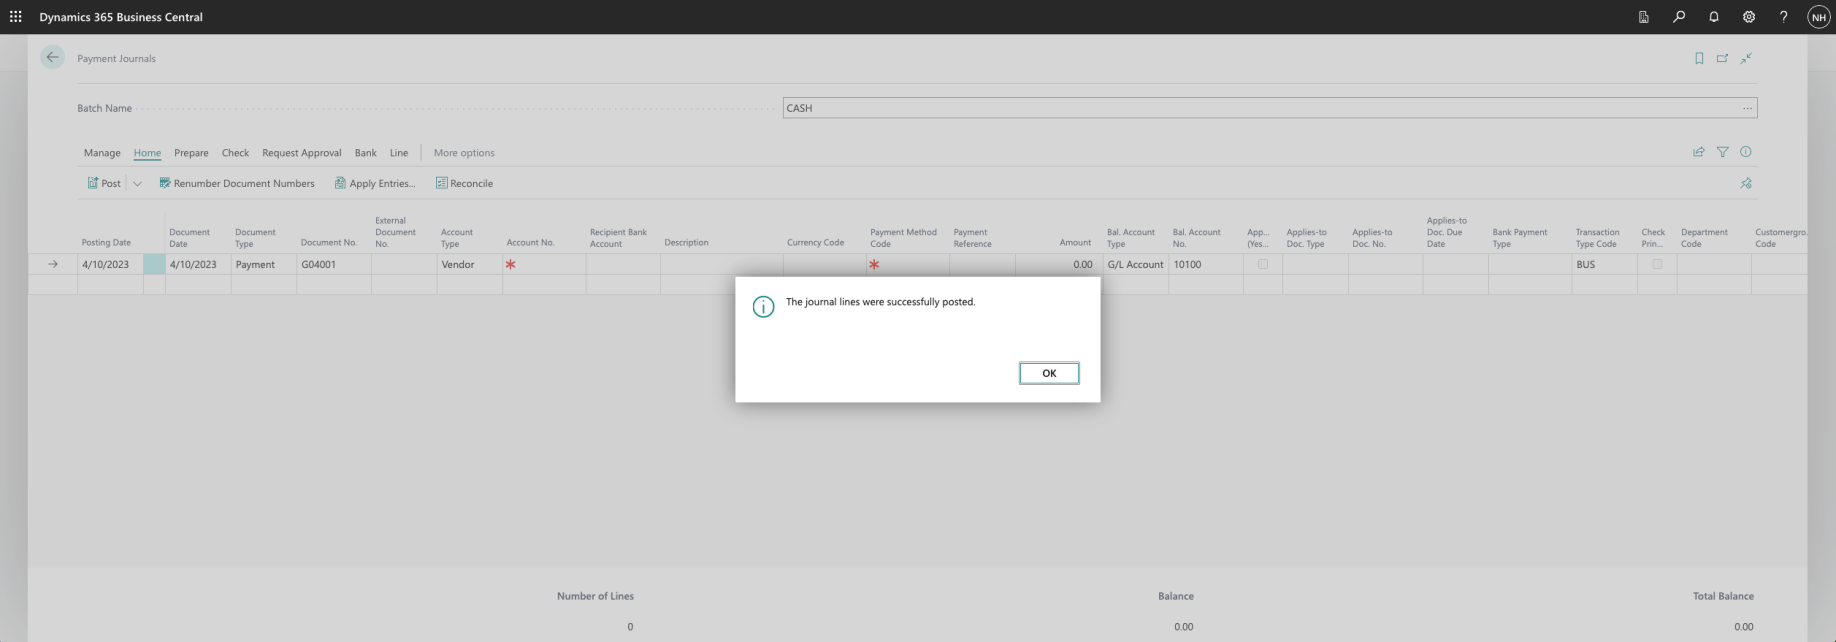 Dynamics 365 Business Central
NH
Payment Journals
Batch Name
CASH
Manage Home Prepare Check Request Approval Bank Line More options
Post Renumber Document Numbers Apply Entries... Reconcile
Posting Date
Document Date
Document Type
Document No.
External Document No.
Account Type
Account No.
Recipient Bank Account
Description
Currency Code
Payment Method Code
Payment Reference
Amount
Bal. Account Type
Bal. Account No.
App... (Yes...
Applies-to Doc. Type
Applies-to Doc. No.
Applies-to Doc. Due Date
Bank Payment Type
Transaction Type Code
Check Prin...
Department Code
Customergro... Code
4/10/2023 4/10/2023 Payment G04001 Vendor * * 0.00 G/L Account 10100 BUS
The journal lines were successfully posted.
OK
Number of Lines Balance Total Balance
0 0.00 0.00